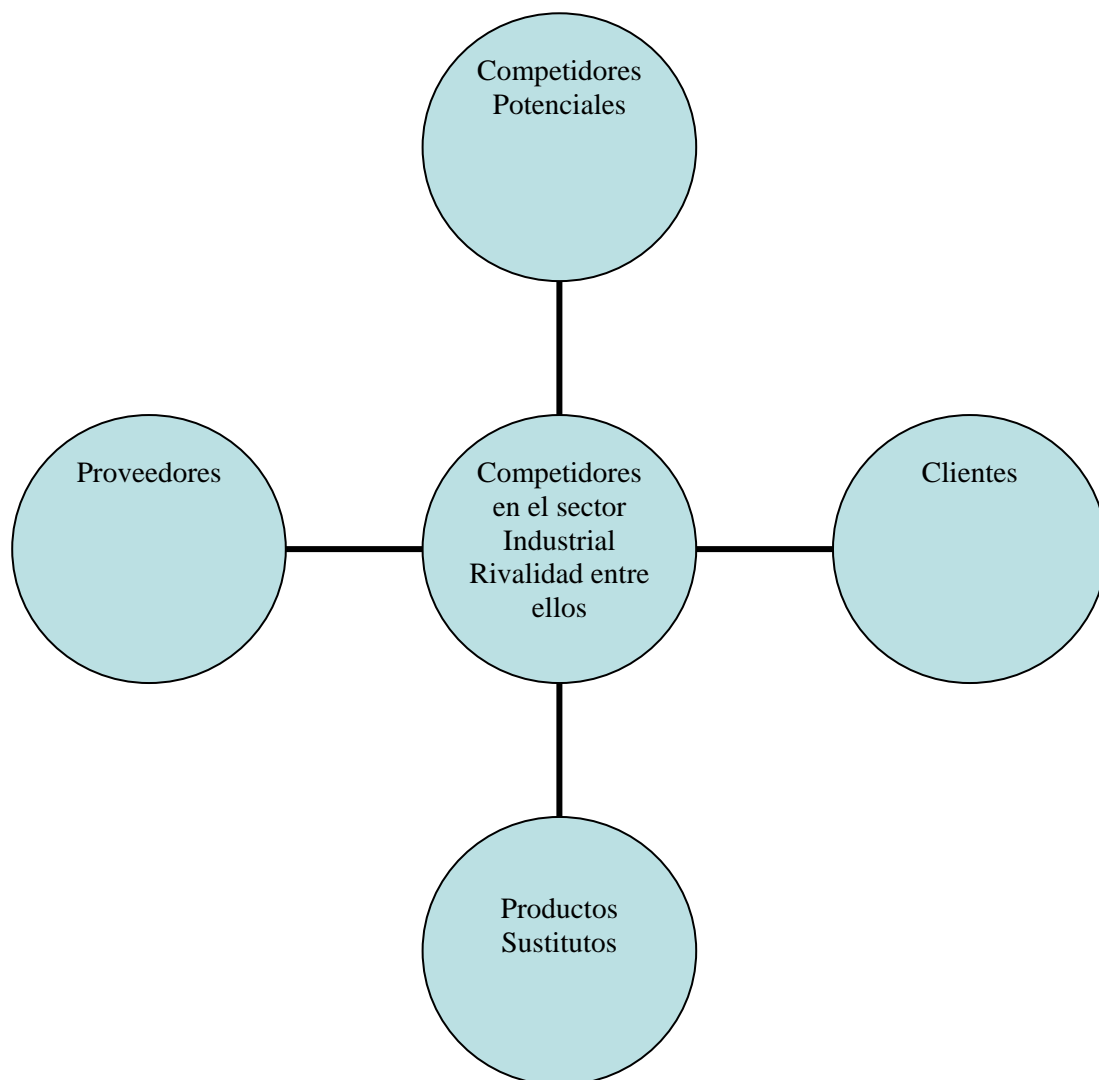 Competidores
Potenciales
Proveedores
Competidores
en el sector
Industrial
Rivalidad entre
ellos
Clientes
Productos
Sustitutos